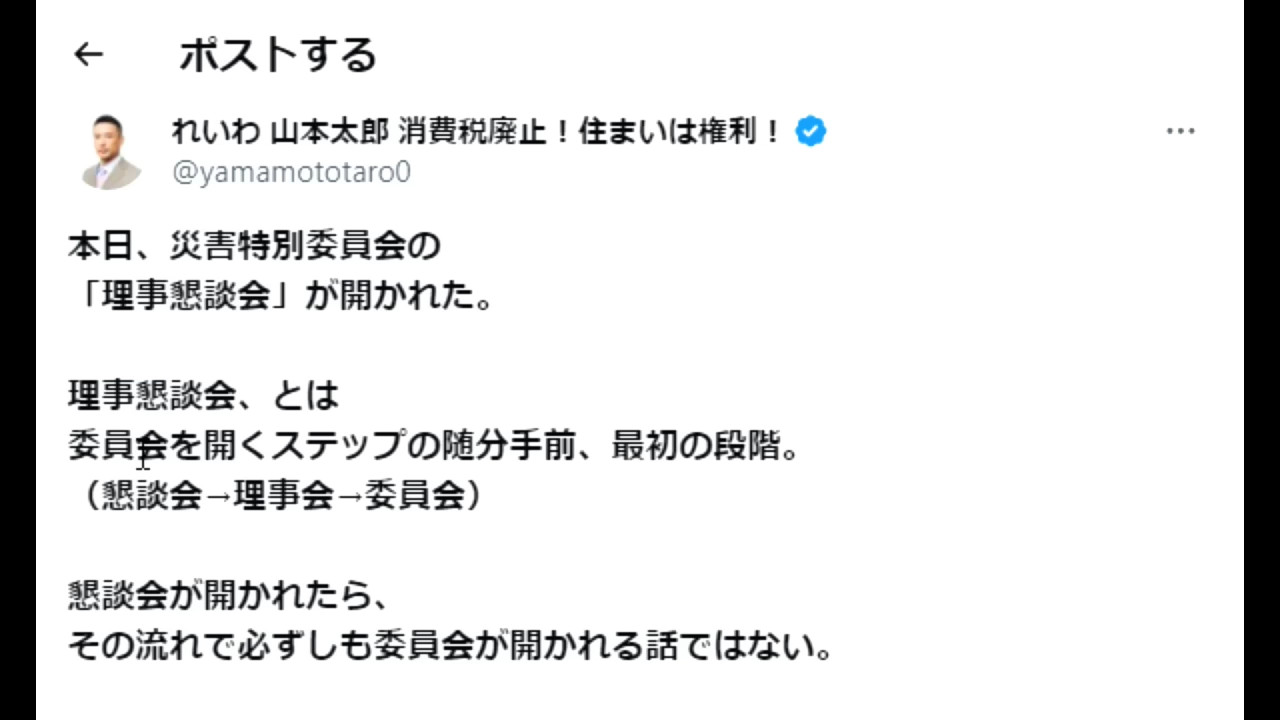 ← ポストする
れいわ 山本太郎 消費税廃止！住まいは権利！
@yamamototaro0
本日、災害特別委員会の
「理事懇談会」が開かれた。
理事懇談会、とは
委員会を開くステップの随分手前、最初の段階。
（懇談会→理事会→委員会）
懇談会が開かれたら、
その流れで必ずしも委員会が開かれる話ではない。